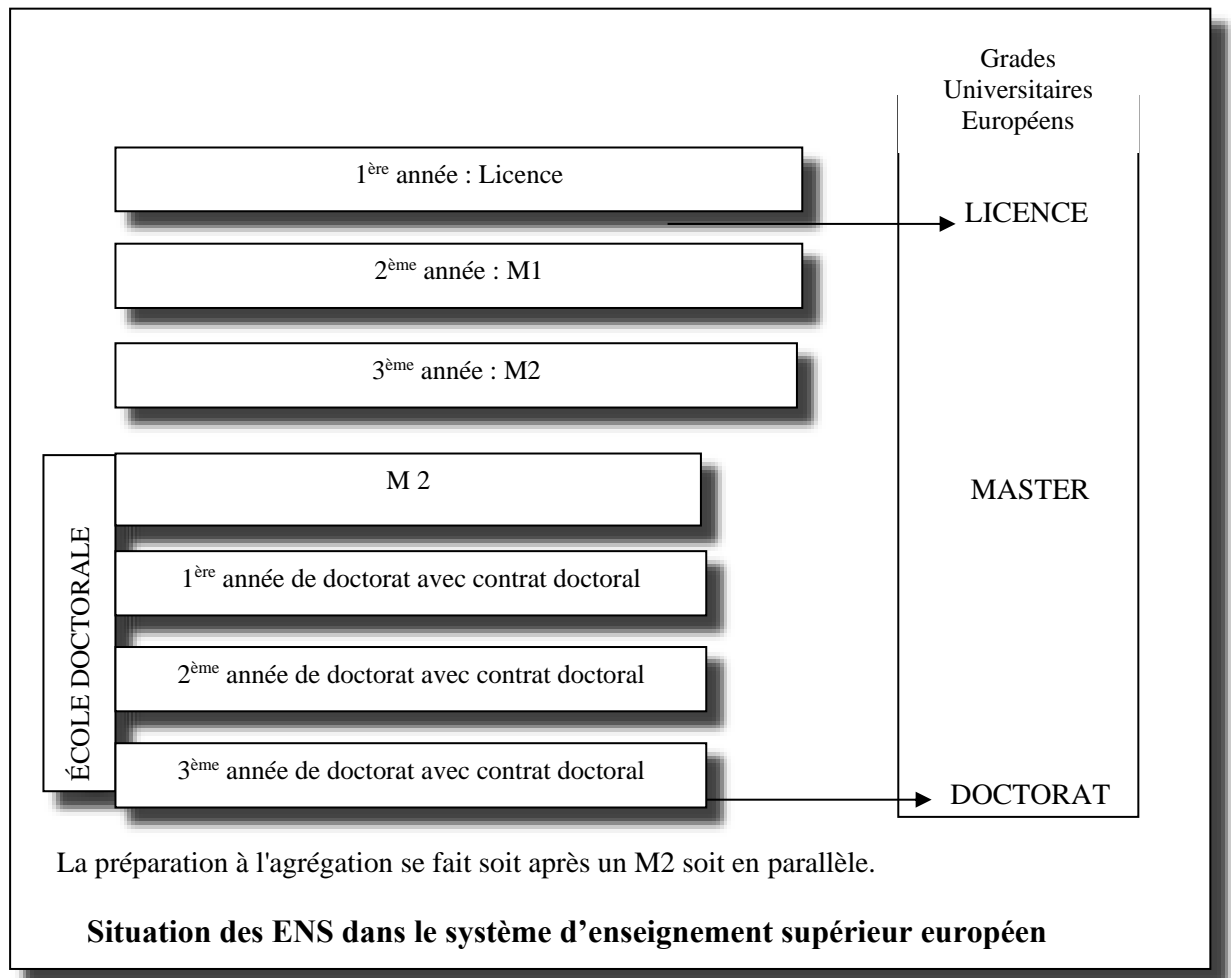 Grades
Universitaires
Européens
1ère année : Licence
LICENCE
2ème année : M1
3ème année : M2
ÉCOLE DOCTORALE
M 2
MASTER
1ère année de doctorat avec contrat doctoral
2ème année de doctorat avec contrat doctoral
3ème année de doctorat avec contrat doctoral
DOCTORAT
La préparation à l'agrégation se fait soit après un M2 soit en parallèle.
Situation des ENS dans le système d’enseignement supérieur européen